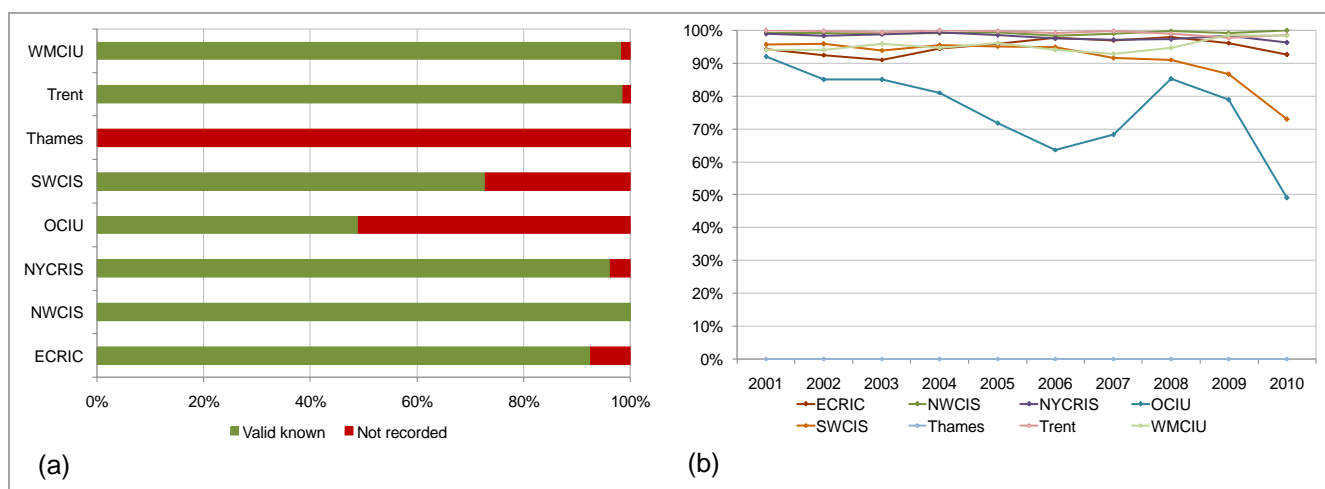 WMCIU
Trent
Thames
SWCIS
OCIU
NYCRIS
NWCIS
ECRIC
0% 20% 40% 60% 80% 100%
Valid known Not recorded
(a)
100%
90%
80%
70%
60%
50%
40%
30%
20%
10%
0%
2001 2002 2003 2004 2005 2006 2007 2008 2009 2010
ECRIC NWCIS NYCRIS OCIU
SWCIS Thames Trent WMCIU
(b)